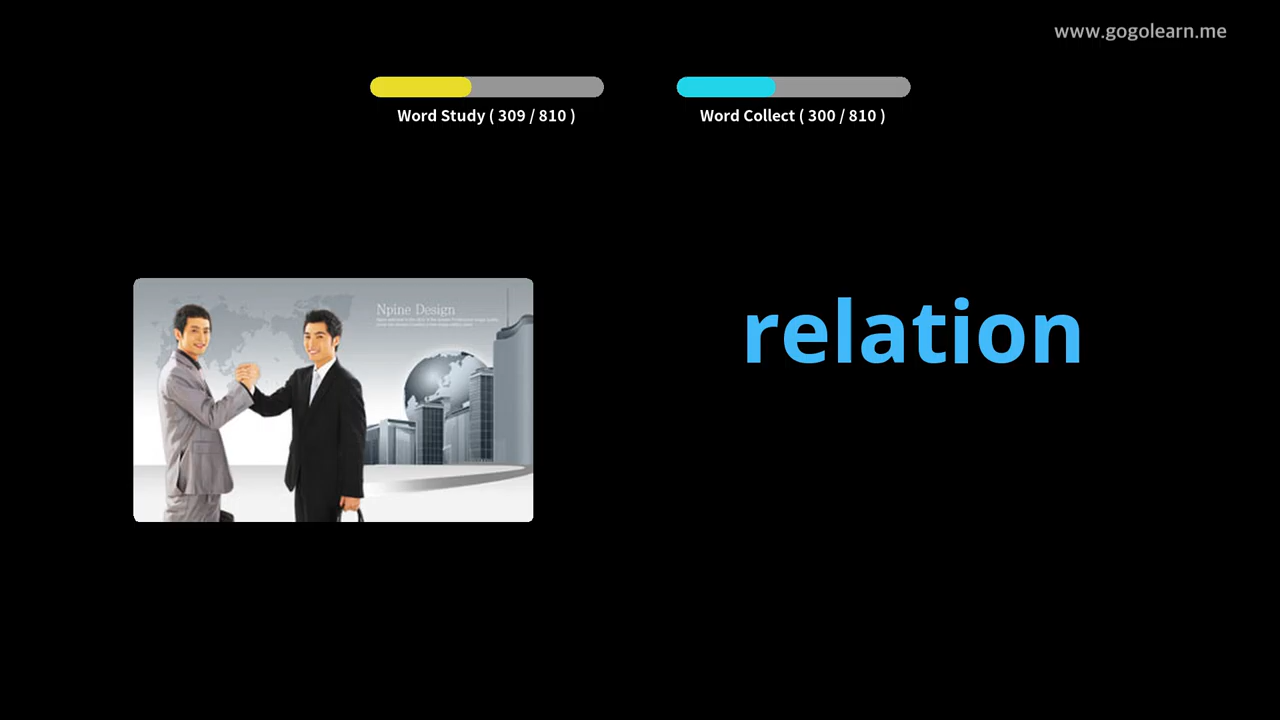 www.gogolearn.me
Word Study ( 309 / 810 )
Word Collect ( 300 / 810 )
Npine Design
relation